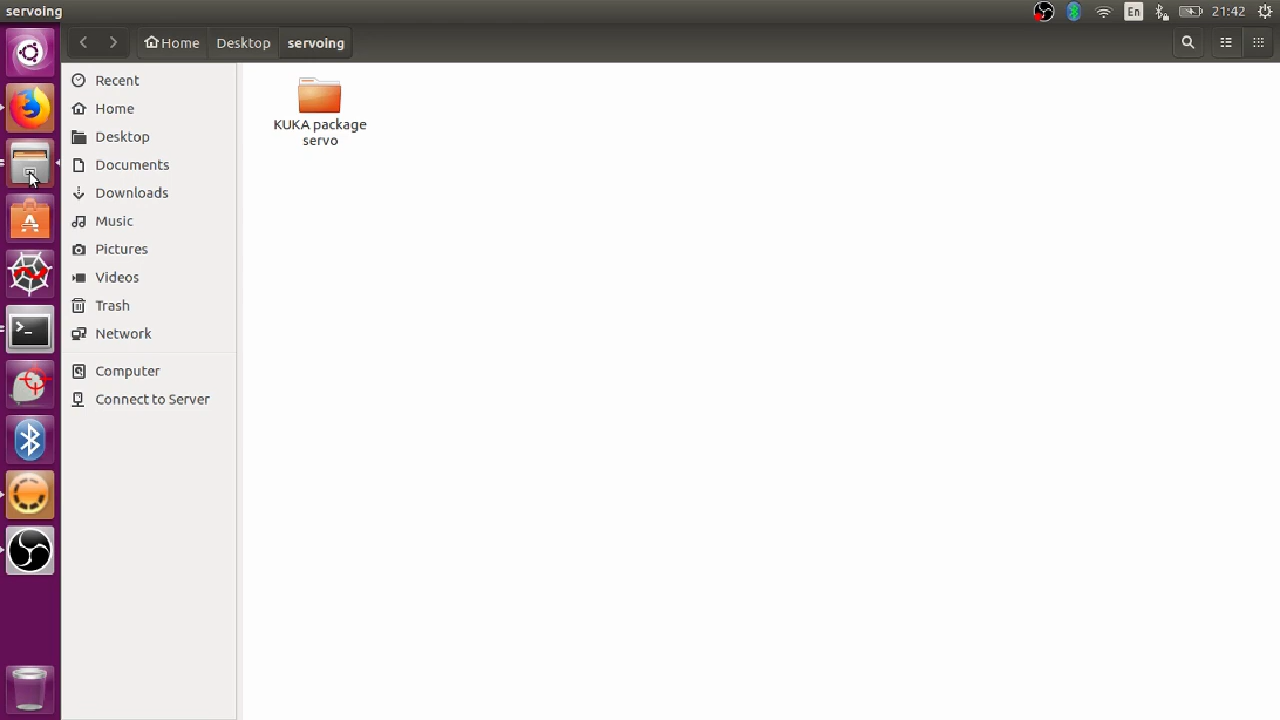 servoing
En
21:42
Home
Desktop
servoing
Recent
Home
Desktop
Documents
Downloads
Music
Pictures
Videos
Trash
Network
Computer
Connect to Server
KUKA package
servo